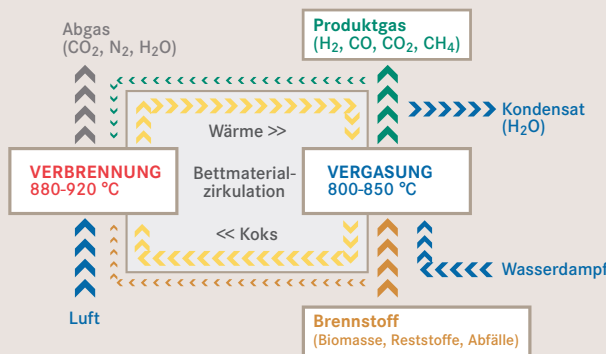 Abgas
(CO₂, N₂, H₂O)
Produktgas
(H₂, CO, CO₂, CH₄)
Kondensat
(H₂O)
Wärme >>
VERBRENNUNG
880-920 °C
Bettmaterial-
zirkulation
VERGASUNG
800-850 °C
<< Koks
Wasserdampf
Luft
Brennstoff
(Biomasse, Reststoffe, Abfälle)